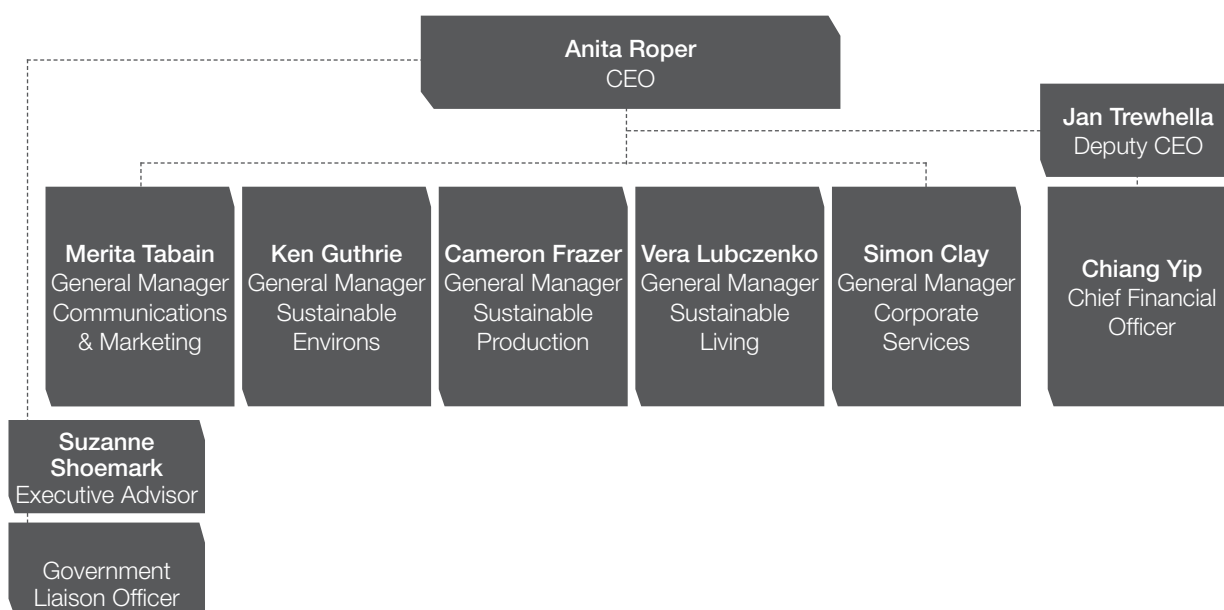 Anita Roper
CEO
Jan Trewhella
Deputy CEO
Merita Tabain
General Manager
Communications
& Marketing
Ken Guthrie
General Manager
Sustainable
Environs
Cameron Frazer
General Manager
Sustainable
Production
Vera Lubczenko
General Manager
Sustainable
Living
Simon Clay
General Manager
Corporate
Services
Chiang Yip
Chief Financial
Officer
Suzanne
Shoemark
Executive Advisor
Government
Liaison Officer